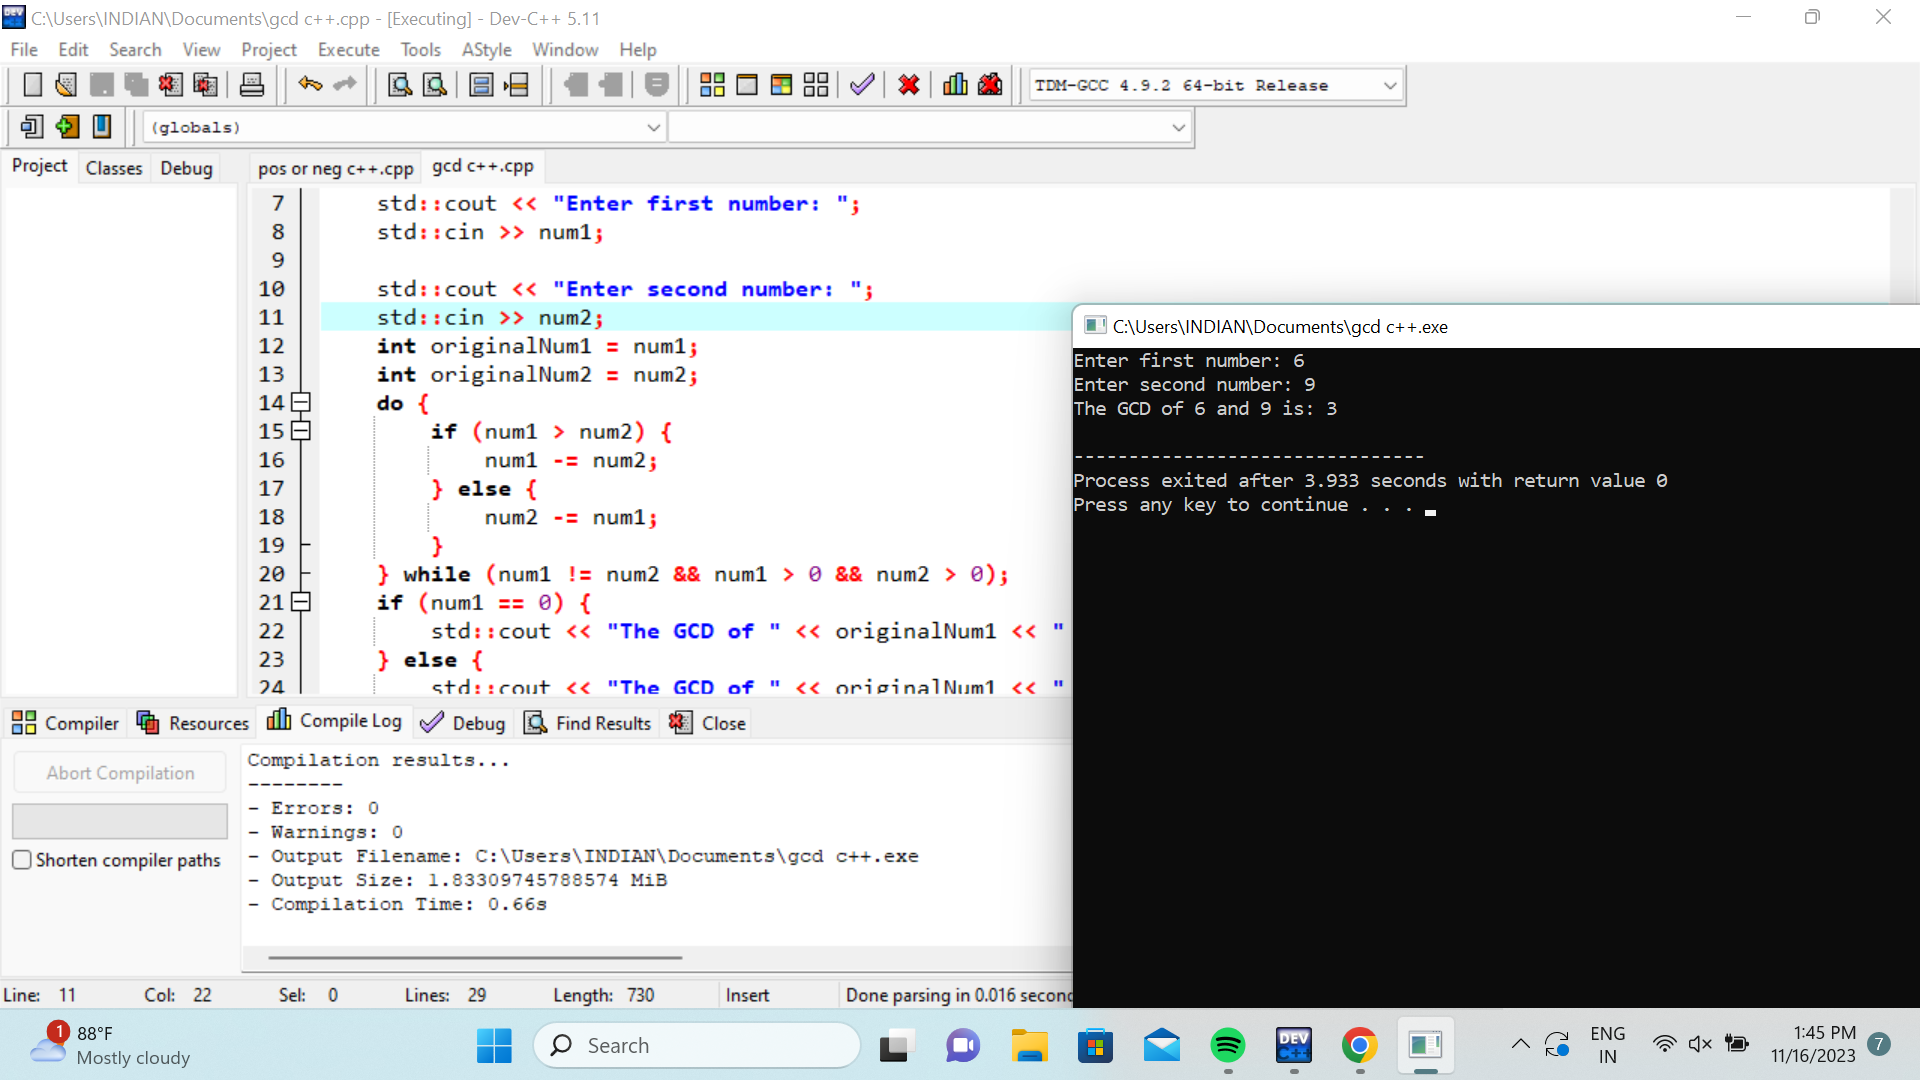 C:\Users\INDIAN\Documents\gcd c++.cpp - [Executing] - Dev-C++ 5.11
File Edit Search View Project Execute Tools AStyle Window Help
TDM-GCC 4.9.2 64-bit Release
(globals)
Project Classes Debug
pos or neg c++.cpp gcd c++.cpp
7 std::cout << "Enter first number: ";
8 std::cin >> num1;
9
10 std::cout << "Enter second number: ";
11 std::cin >> num2;
12 int originalNum1 = num1;
13 int originalNum2 = num2;
14 do {
15 if (num1 > num2) {
16 num1 -= num2;
17 } else {
18 num2 -= num1;
19 }
20 } while (num1 != num2 && num1 > 0 && num2 > 0);
21 if (num1 == 0) {
22 std::cout << "The GCD of " << originalNum1 << "
23 } else {
24 std::cout << "The GCD of " << originalNum1 << "
C:\Users\INDIAN\Documents\gcd c++.exe
Enter first number: 6
Enter second number: 9
The GCD of 6 and 9 is: 3
--------------------------------
Process exited after 3.933 seconds with return value 0
Press any key to continue . . .
Compiler Resources Compile Log Debug Find Results Close
Abort Compilation
Shorten compiler paths
Compilation results...
--------
- Errors: 0
- Warnings: 0
- Output Filename: C:\Users\INDIAN\Documents\gcd c++.exe
- Output Size: 1.83309745788574 MiB
- Compilation Time: 0.66s
Line: 11 Col: 22 Sel: 0 Lines: 29 Length: 730 Insert Done parsing in 0.016 second
1
88°F
Mostly cloudy
Search
DEV
C++
ENG
IN
1:45 PM
11/16/2023
7